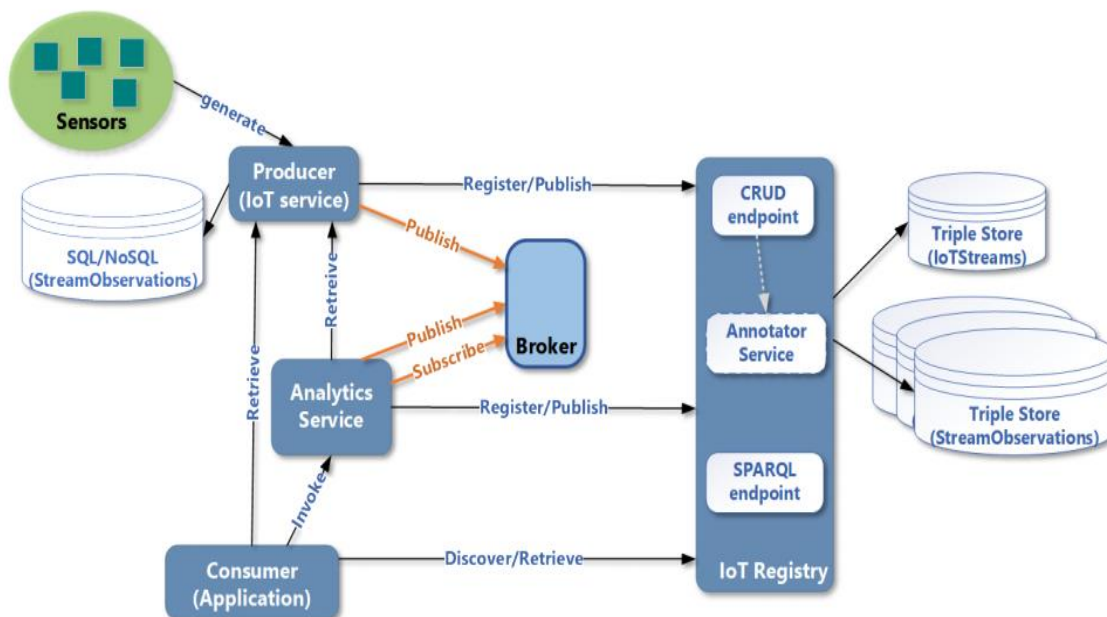 Sensors
generate
Producer
(IoT service)
SQL/NoSQL
(StreamObservations)
Register/Publish
Publish
Retreive
Retrieve
Broker
Publish
Subscribe
Analytics
Service
Register/Publish
Invoke
Consumer
(Application)
Discover/Retrieve
CRUD
endpoint
Annotator
Service
SPARQL
endpoint
IoT Registry
Triple Store
(IoTStreams)
Triple Store
(StreamObservations)